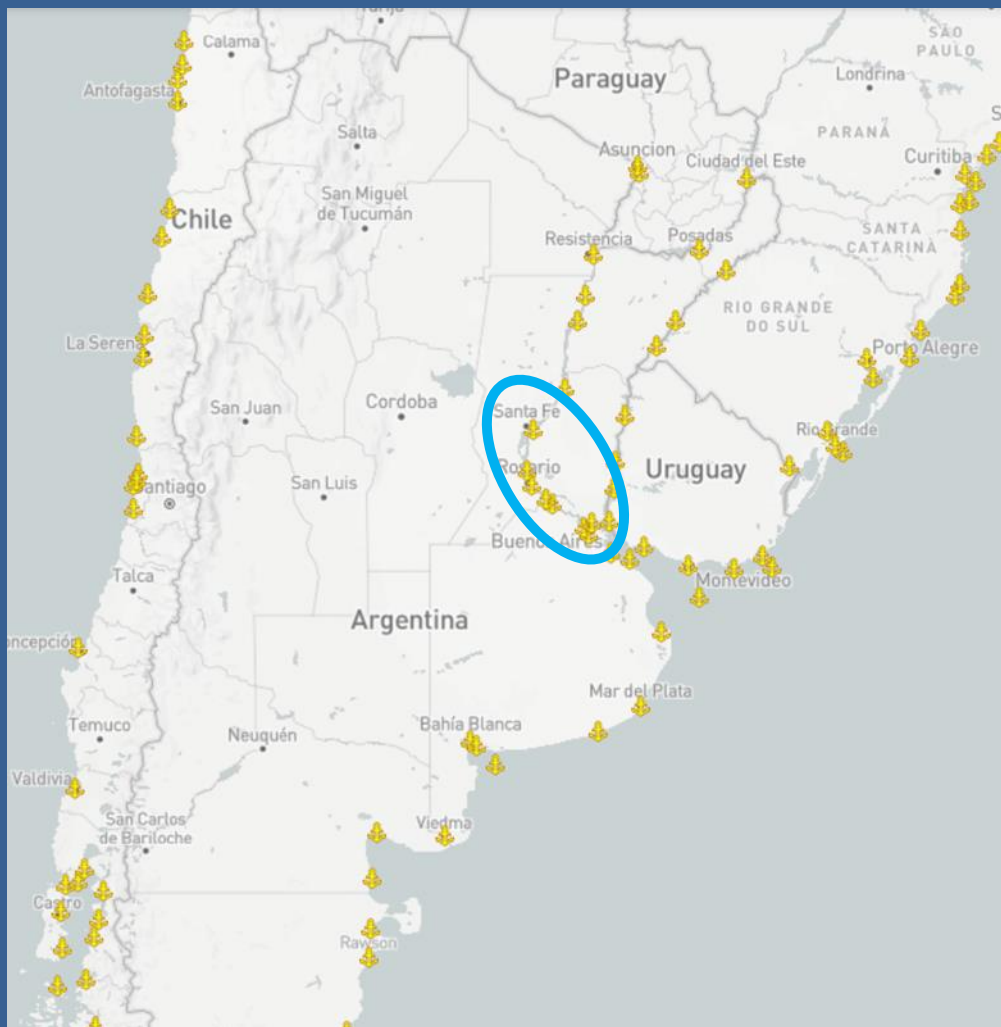 Calama
SÃO
PAULO
Paraguay
Londrina
Antofagasta
Salta
PARANÁ
Asuncion
Ciudad del Este
Curitiba
San Miguel
de Tucumán
Chile
Resistencia
Posadas
SANTA
CATARINA
RIO GRANDE
DO SUL
La Serena
Porto Alegre
San Juan
Cordoba
Santa Fe
Rio Grande
Rosario
Uruguay
Santiago
San Luis
Buenos Aires
Talca
Montevideo
Argentina
oncepción
Mar del Plata
Temuco
Neuquén
Bahía Blanca
Valdivia
San Carlos
de Bariloche
Viedma
Castro
Rawson